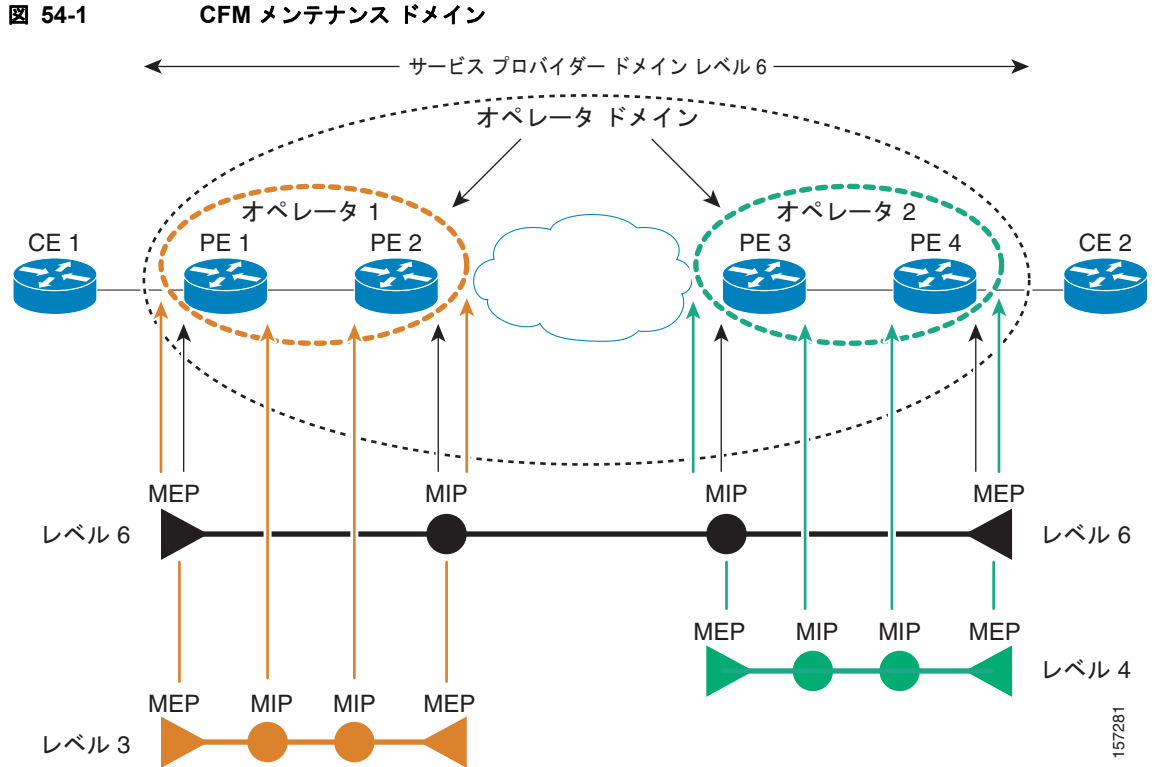 図 54-1 CFM メンテナンス ドメイン
サービス プロバイダー ドメイン レベル 6
オペレータ ドメイン
オペレータ 1
オペレータ 2
CE 1
PE 1
PE 2
PE 3
PE 4
CE 2
MEP
MIP
MIP
MEP
レベル 6
レベル 6
MEP
MIP
MIP
MEP
レベル 4
MEP
MIP
MIP
MEP
レベル 3
157281